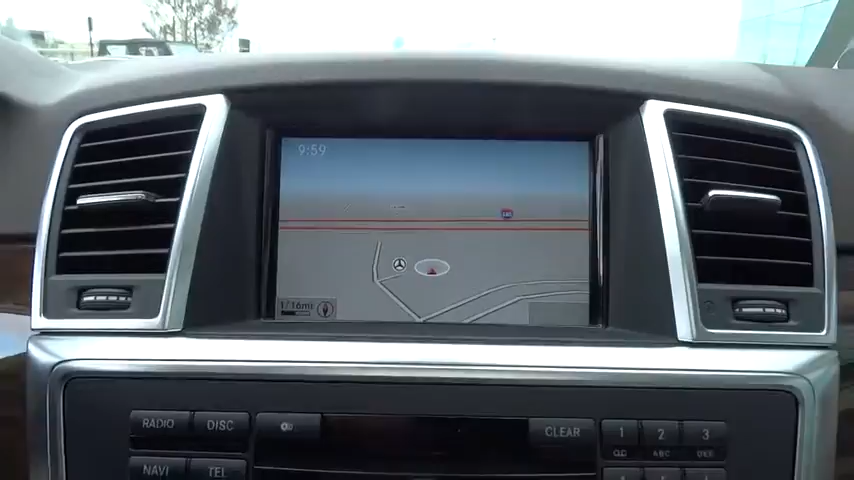 9:59
1/16mi
RADIO DISC CLEAR 1 2 3
ABC DEF
NAVI TEL